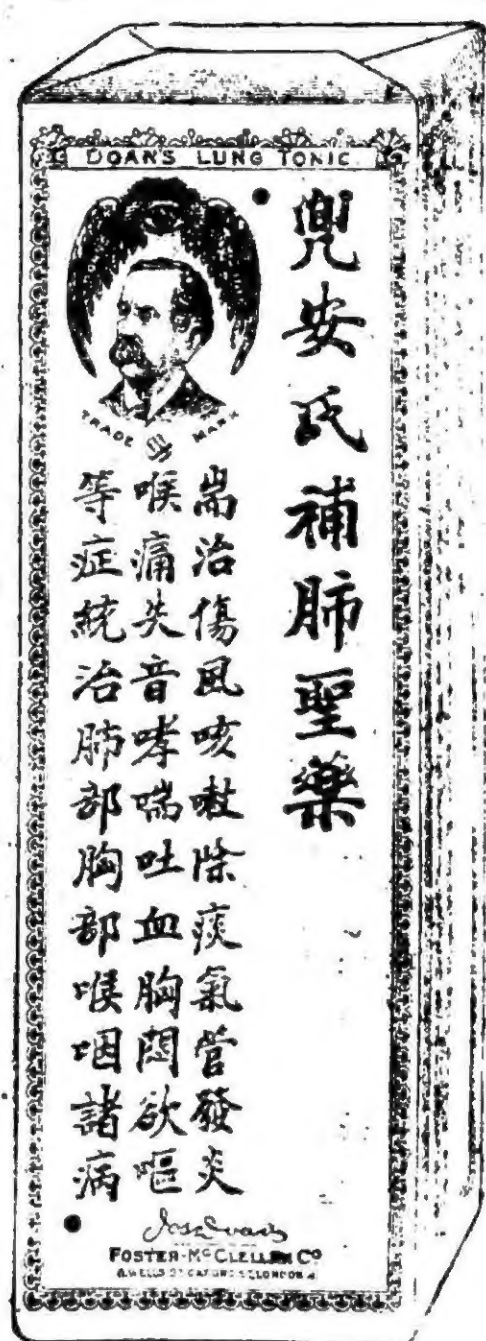 DOAN'S LUNG TONIC
兜安氏補肺聖藥
TRADE MARK
耑治傷風咳嗽除痰氣管發炎
喉痛失音哮喘吐血胸悶欲嘔
等症統治肺部胸部喉咽諸病
FOSTER-McCLELLAN CO